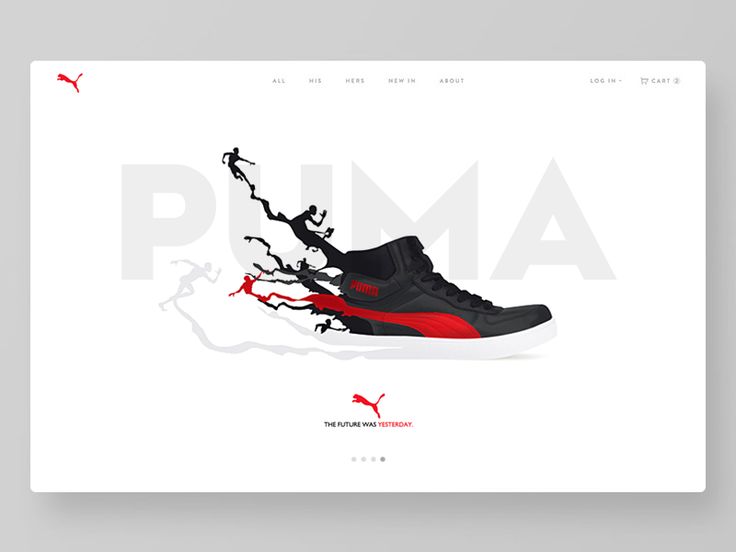 ALL HIS HERS NEW IN ABOUT LOG IN CART 2
PUMA
PUMA
THE FUTURE WAS YESTERDAY.